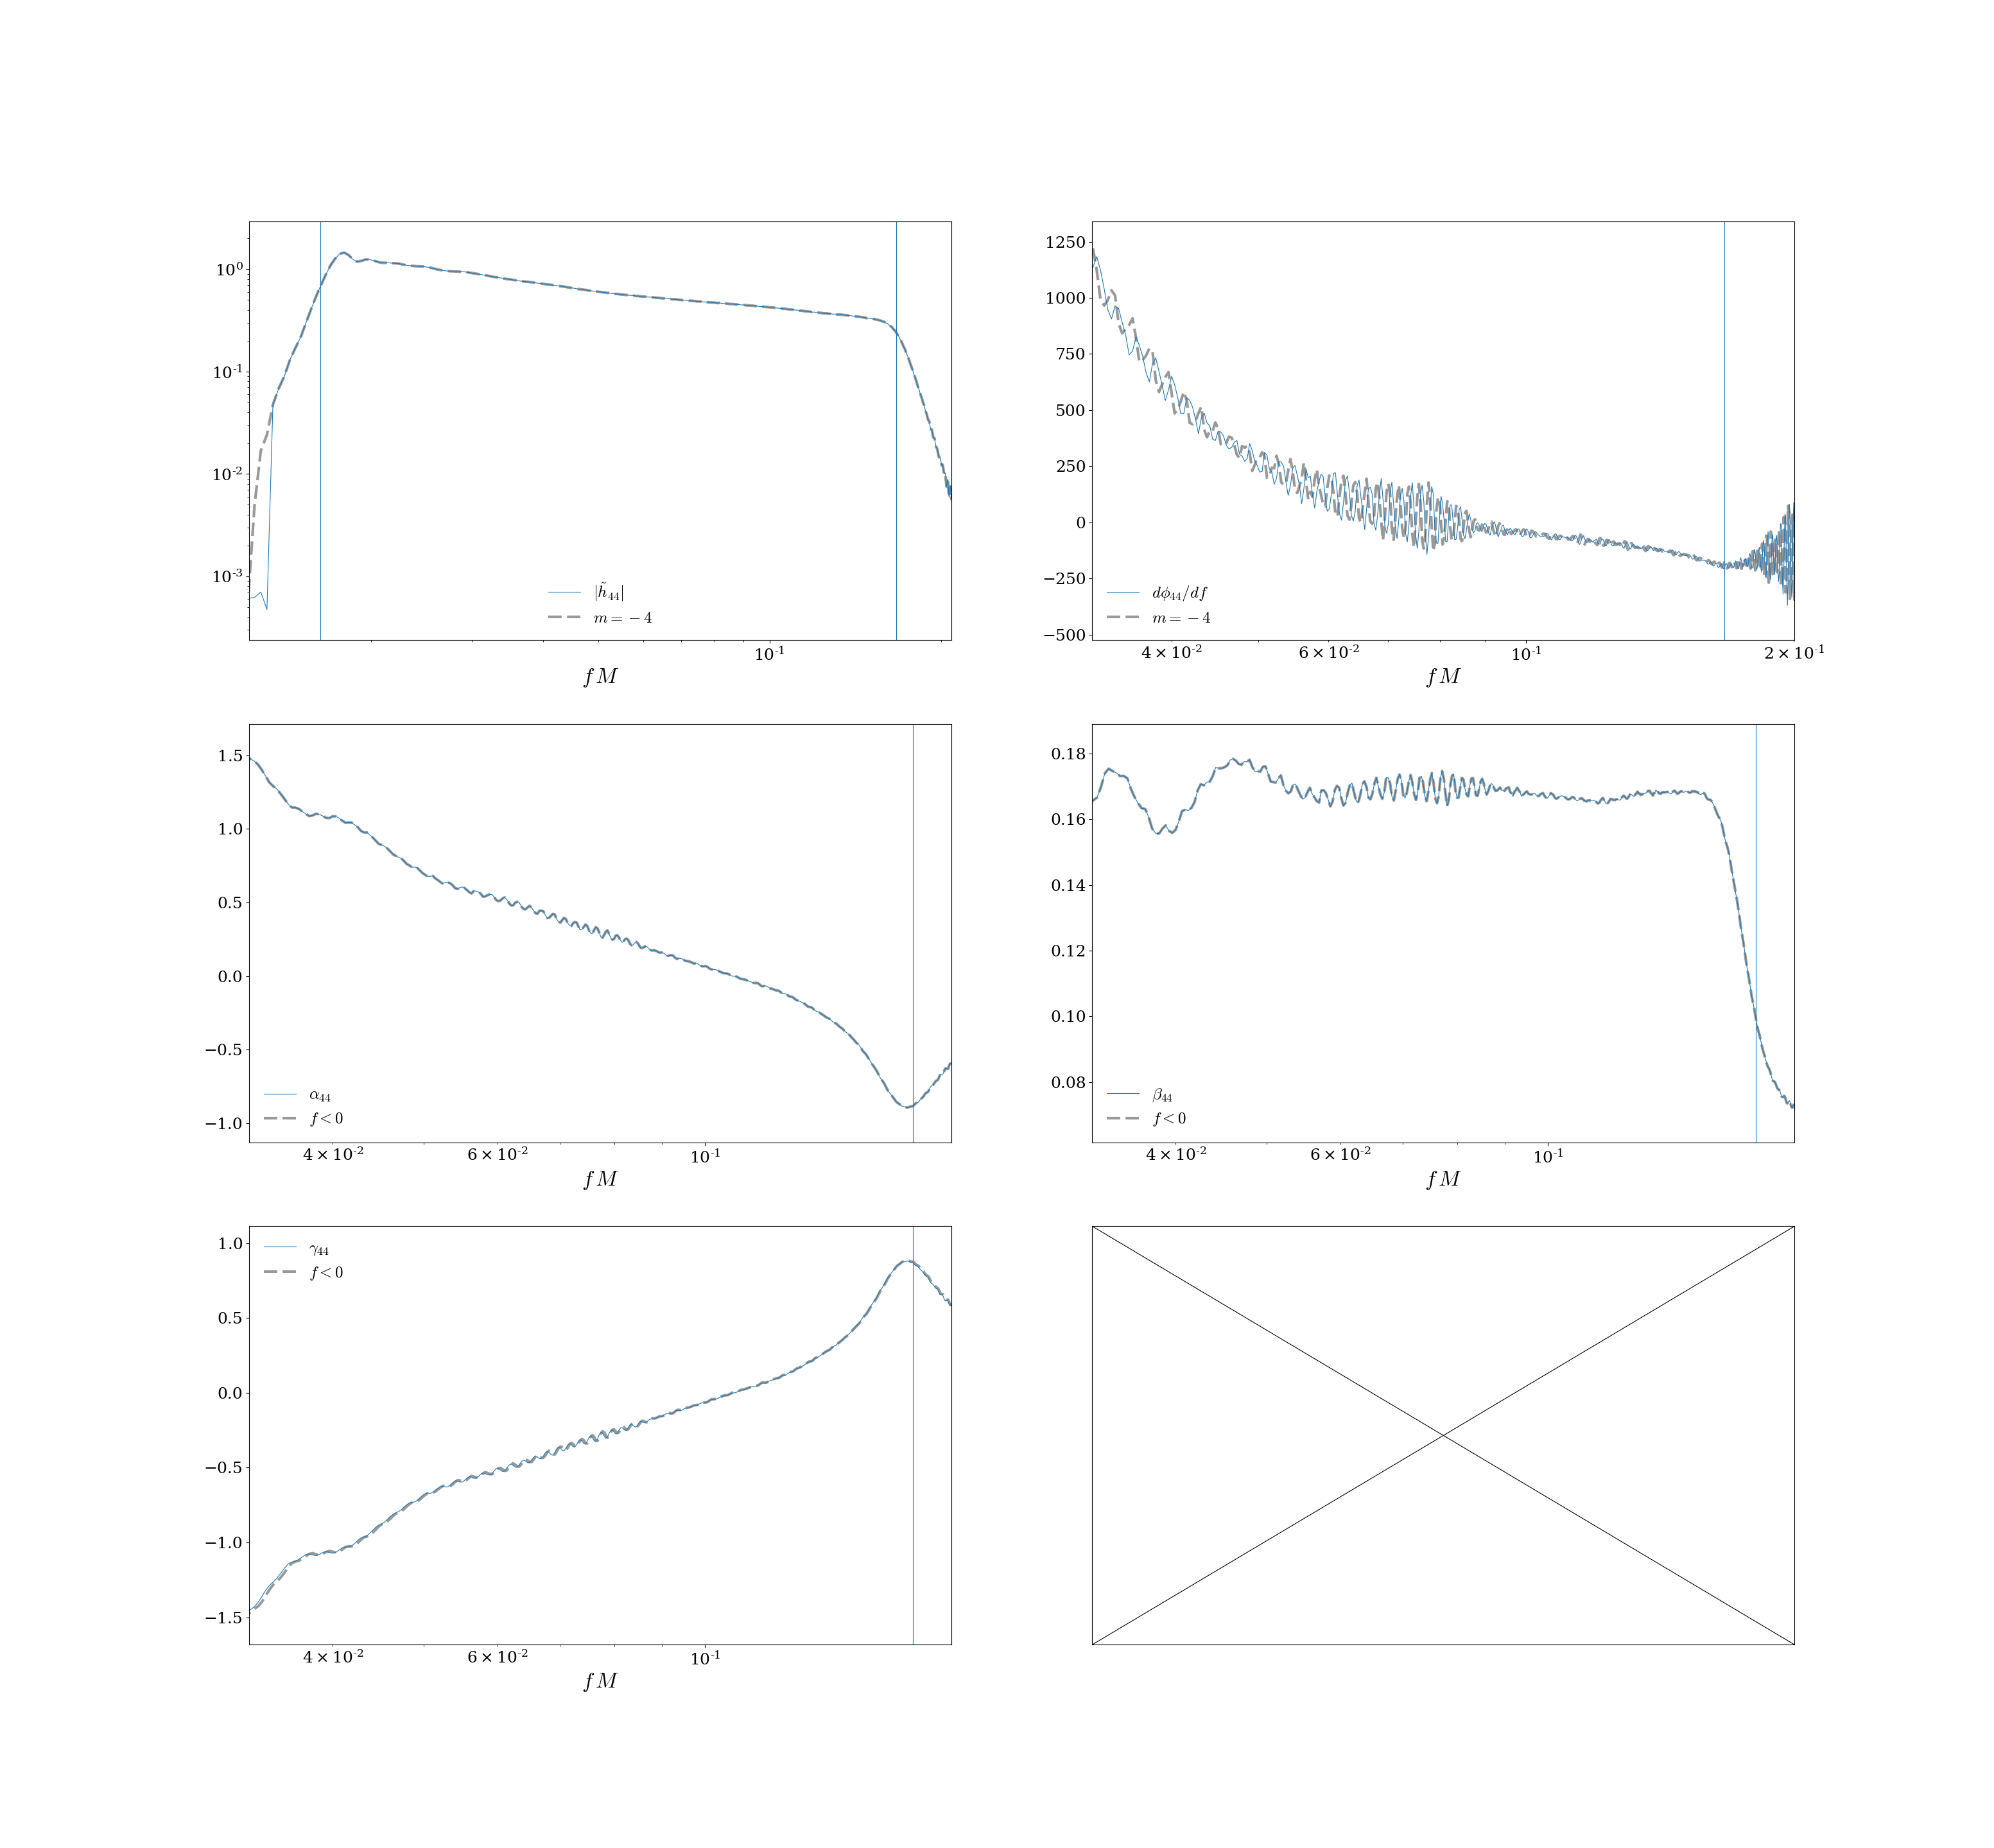 10⁰
10⁻¹
10⁻²
10⁻³
|h̃₄₄|
m = −4
10⁻¹
f M
1250
1000
750
500
250
0
−250
−500
dϕ₄₄/df
m = −4
4 × 10⁻² 6 × 10⁻² 10⁻¹ 2 × 10⁻¹
f M
1.5
1.0
0.5
0.0
−0.5
−1.0
α₄₄
f < 0
4 × 10⁻² 6 × 10⁻² 10⁻¹
f M
0.18
0.16
0.14
0.12
0.10
0.08
β₄₄
f < 0
4 × 10⁻² 6 × 10⁻² 10⁻¹
f M
1.0
0.5
0.0
−0.5
−1.0
−1.5
γ₄₄
f < 0
4 × 10⁻² 6 × 10⁻² 10⁻¹
f M